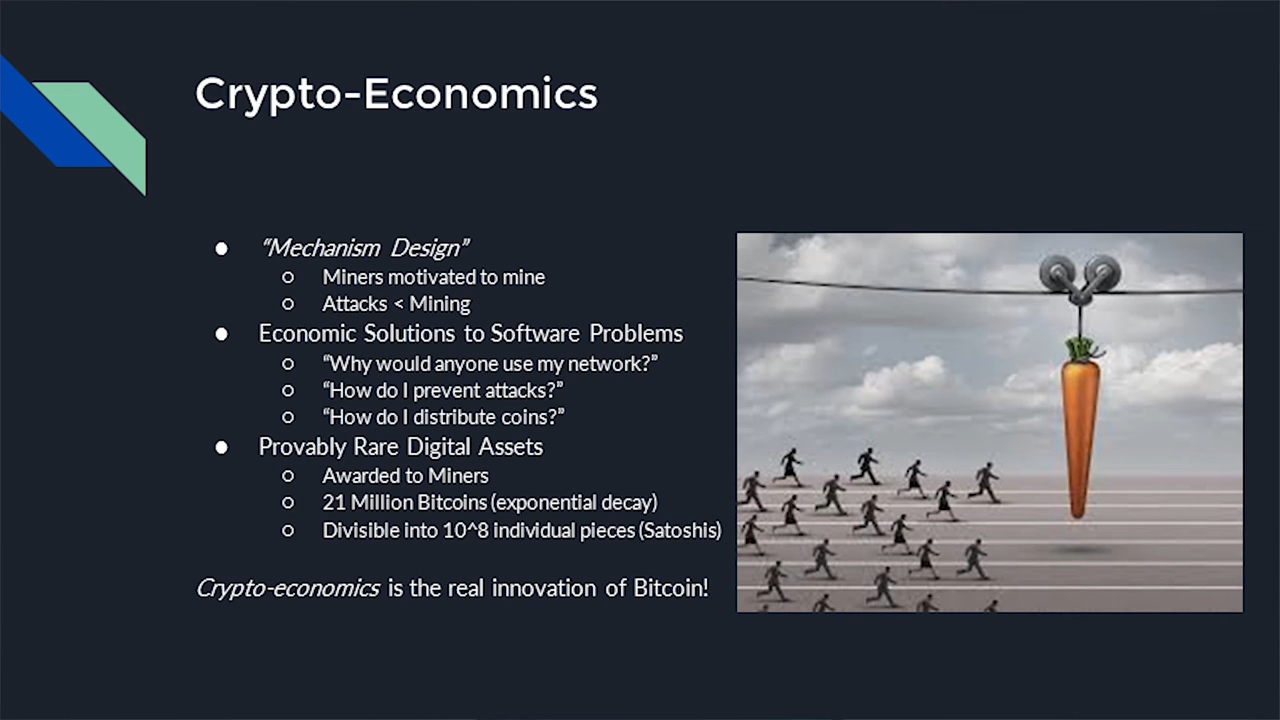 Crypto-Economics
● “Mechanism Design”
○ Miners motivated to mine
○ Attacks < Mining
● Economic Solutions to Software Problems
○ “Why would anyone use my network?”
○ “How do I prevent attacks?”
○ “How do I distribute coins?”
● Provably Rare Digital Assets
○ Awarded to Miners
○ 21 Million Bitcoins (exponential decay)
○ Divisible into 10^8 individual pieces (Satoshis)
Crypto-economics is the real innovation of Bitcoin!